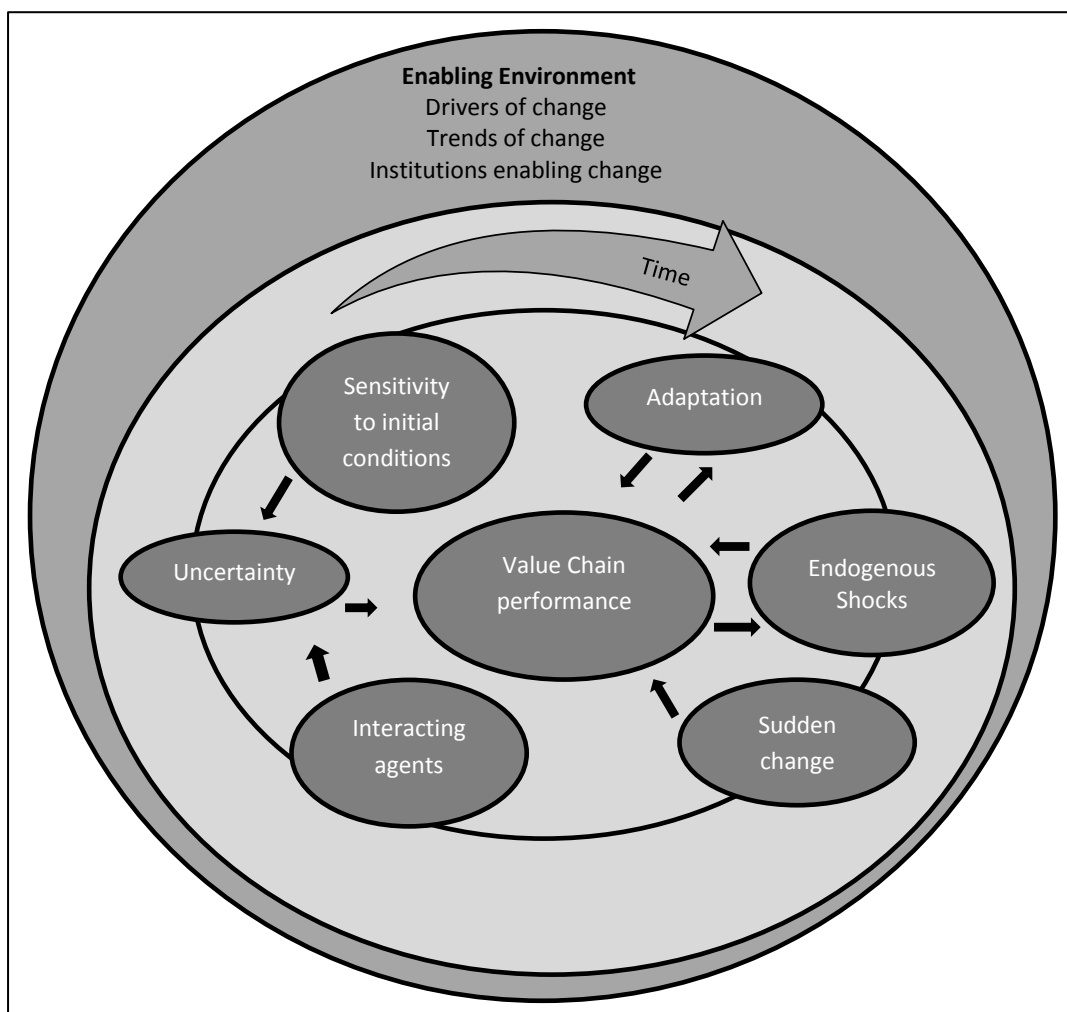 Enabling Environment
Drivers of change
Trends of change
Institutions enabling change
Time
Sensitivity
to initial
conditions
Adaptation
Uncertainty
Value Chain
performance
Endogenous
Shocks
Interacting
agents
Sudden
change